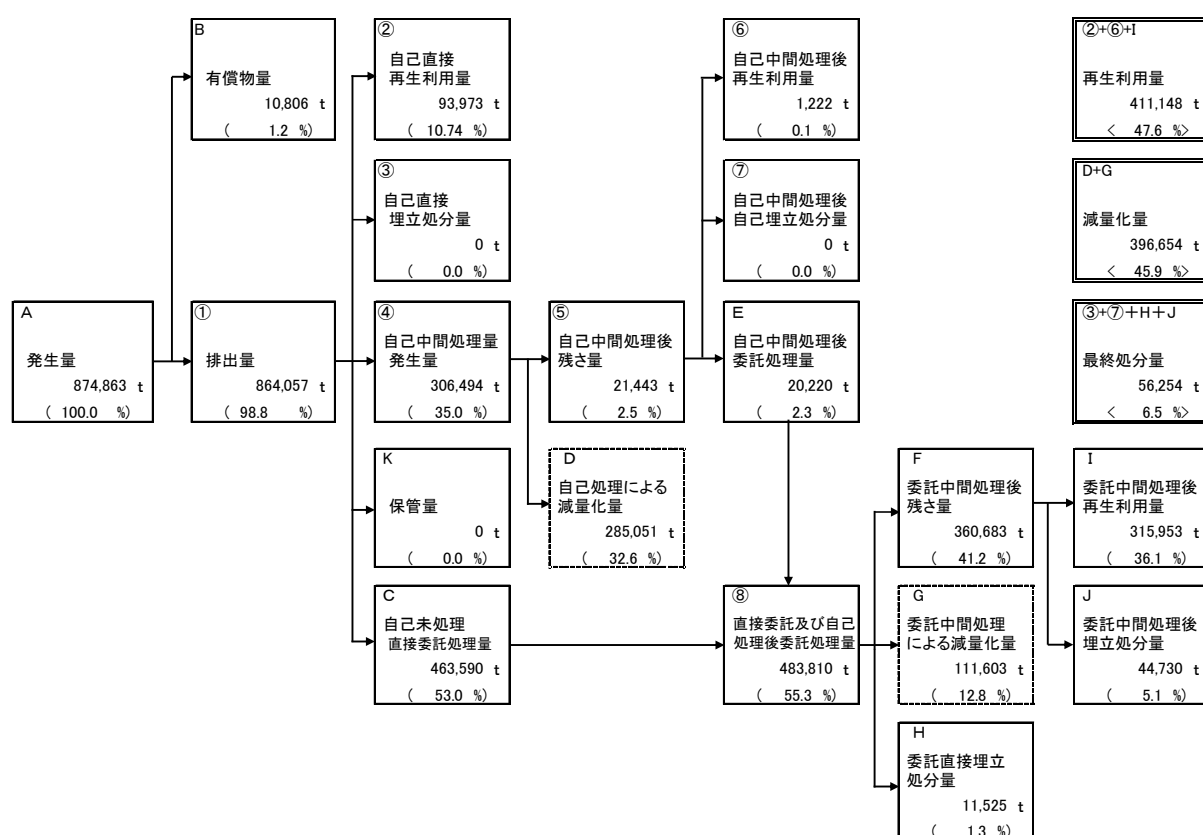 B
有償物量
10,806 t
( 1.2 %)
②
自己直接
再生利用量
93,973 t
( 10.74 %)
⑥
自己中間処理後
再生利用量
1,222 t
( 0.1 %)
②+⑥+I
再生利用量
411,148 t
< 47.6 %>
③
自己直接
埋立処分量
0 t
( 0.0 %)
⑦
自己中間処理後
自己埋立処分量
0 t
( 0.0 %)
D+G
減量化量
396,654 t
< 45.9 %>
A
発生量
874,863 t
( 100.0 %)
①
排出量
864,057 t
( 98.8 %)
④
自己中間処理量
発生量
306,494 t
( 35.0 %)
⑤
自己中間処理後
残さ量
21,443 t
( 2.5 %)
E
自己中間処理後
委託処理量
20,220 t
( 2.3 %)
③+⑦+H+J
最終処分量
56,254 t
< 6.5 %>
K
保管量
0 t
( 0.0 %)
D
自己処理による
減量化量
285,051 t
( 32.6 %)
F
委託中間処理後
残さ量
360,683 t
( 41.2 %)
I
委託中間処理後
再生利用量
315,953 t
( 36.1 %)
C
自己未処理
直接委託処理量
463,590 t
( 53.0 %)
⑧
直接委託及び自己
処理後委託処理量
483,810 t
( 55.3 %)
G
委託中間処理
による減量化量
111,603 t
( 12.8 %)
J
委託中間処理後
埋立処分量
44,730 t
( 5.1 %)
H
委託直接埋立
処分量
11,525 t
( 1.3 %)